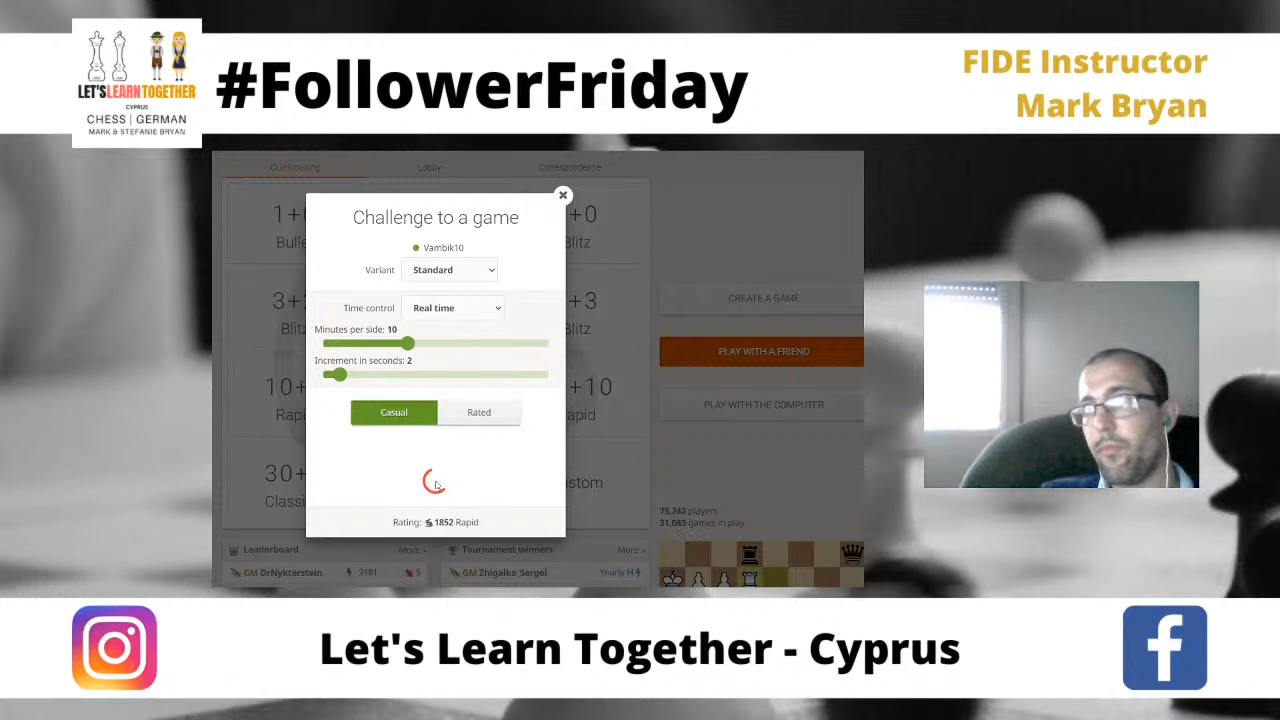 LET'S LEARN TOGETHER
CYPRUS
CHESS | GERMAN
MARK & STEFANIE BRYAN
#FollowerFriday
FIDE Instructor
Mark Bryan
Quick pairing
Lobby
Correspondence
Challenge to a game
Vambik10
Variant Standard
Time control Real time
Minutes per side: 10
Increment in seconds: 2
Casual Rated
Rating: 1852 Rapid
1+
+0
Bulle
Blitz
3+
+3
Blitz
Blitz
10+
+10
Rapi
apid
30+
Classi
stom
CREATE A GAME
PLAY WITH A FRIEND
PLAY WITH THE COMPUTER
players
games in play
Leaderboard More »
Tournament winners More »
GM DrNykterstein 3181 9
GM Zhigalko_Sergei Yearly H
Let's Learn Together - Cyprus